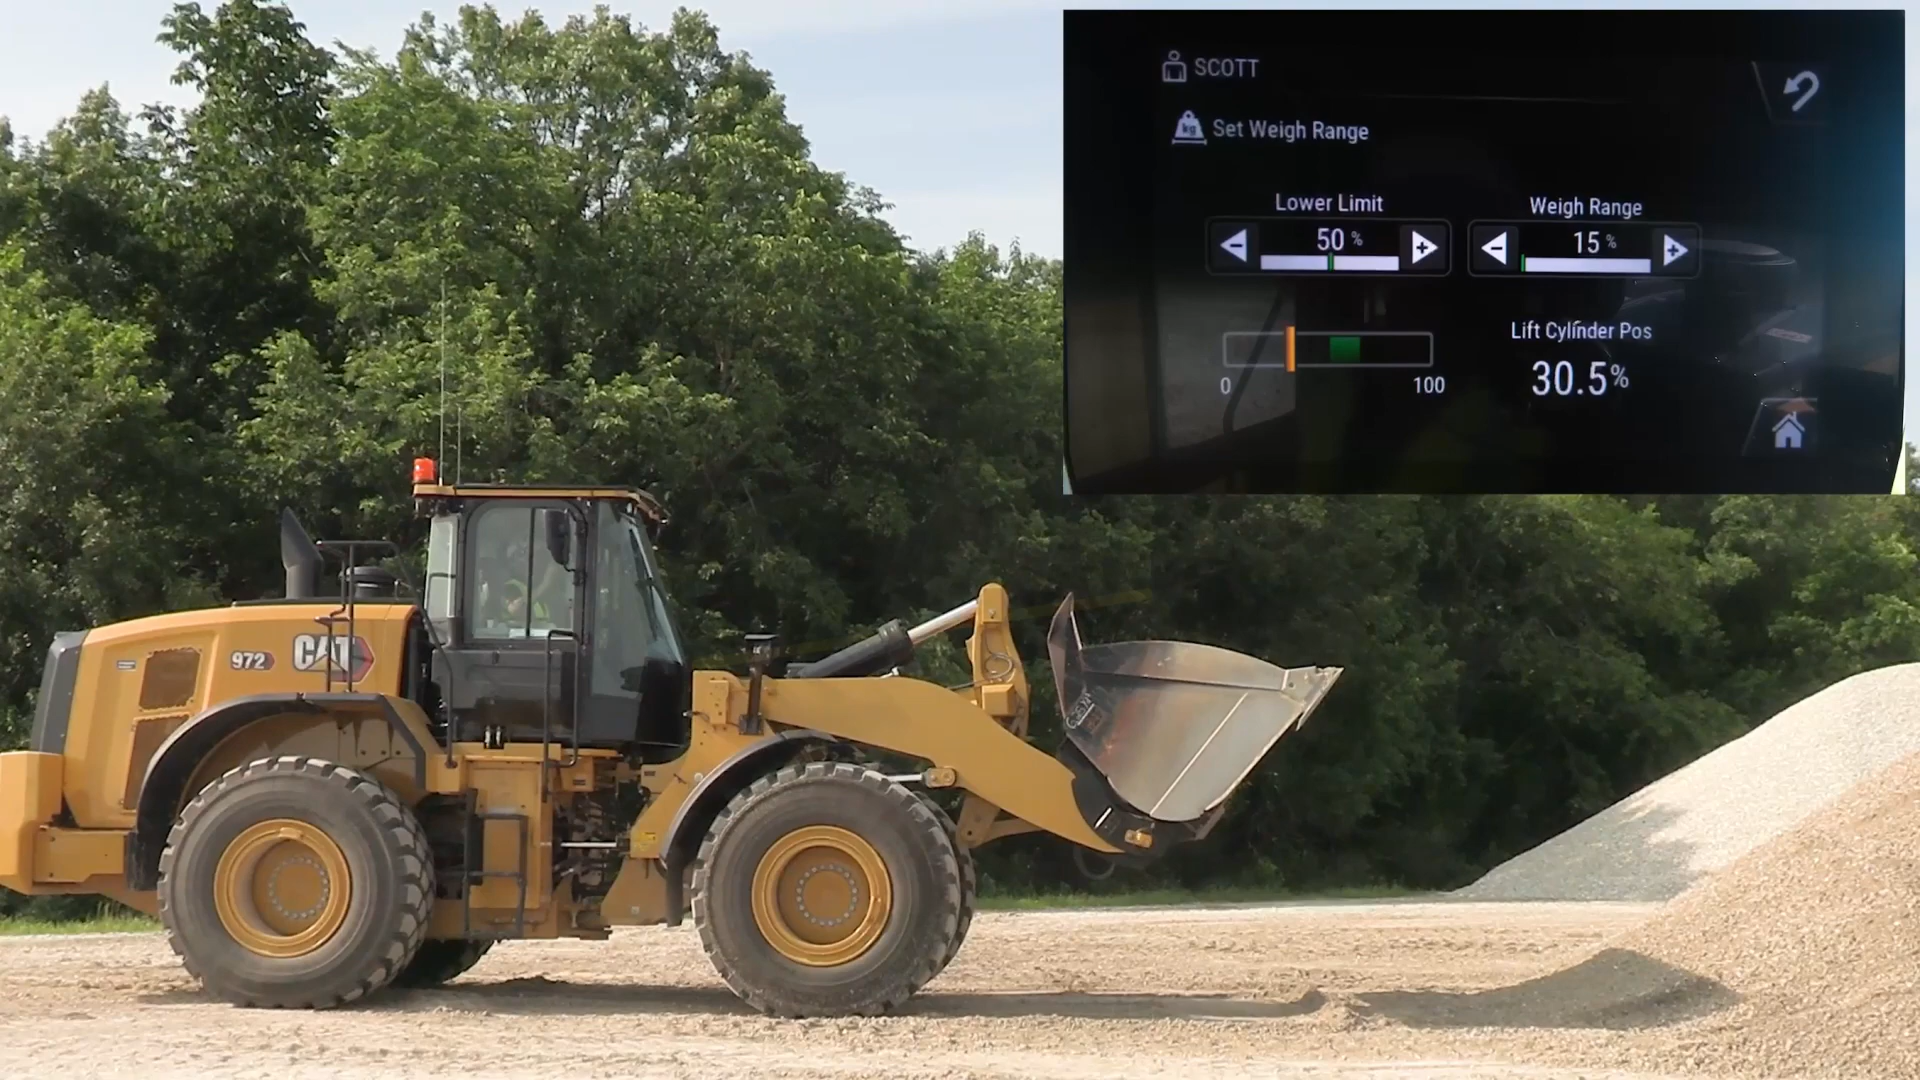 SCOTT
kg
Set Weigh Range
Lower Limit
Weigh Range
50 %
15 %
Lift Cylinder Pos
30.5%
0
100
972
CAT